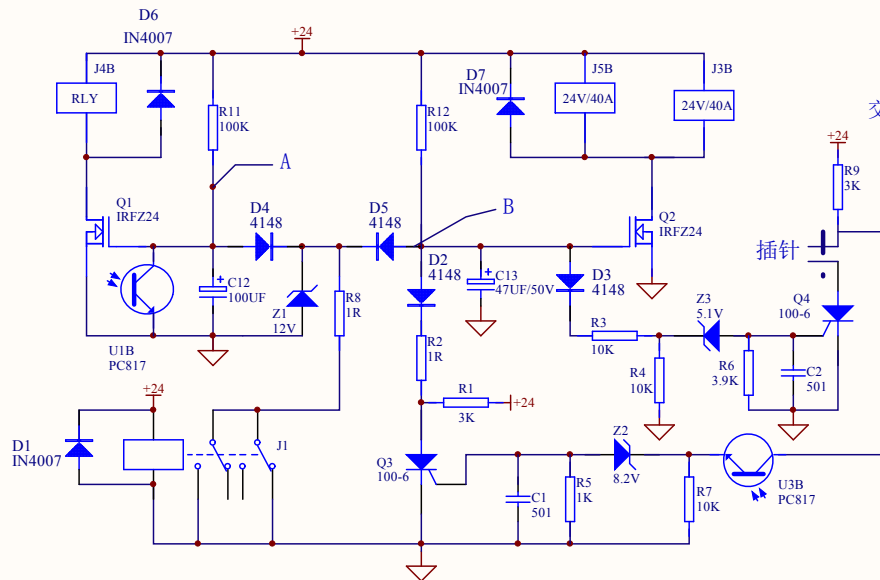 D6
IN4007
+24
J4B
RLY
R11
100K
A
R12
100K
D7
IN4007
J5B
24V/40A
J3B
24V/40A
交
+24
R9
3K
Q1
IRFZ24
D4
4148
D5
4148
B
Q2
IRFZ24
插针
D2
4148
C12
100UF
Z1
12V
R8
1R
C13
47UF/50V
D3
4148
Z3
5.1V
Q4
100-6
U1B
PC817
R2
1R
R3
10K
R4
10K
R6
3.9K
C2
501
+24
R1
3K
+24
D1
IN4007
J1
Q3
100-6
Z2
8.2V
C1
501
R5
1K
R7
10K
U3B
PC817